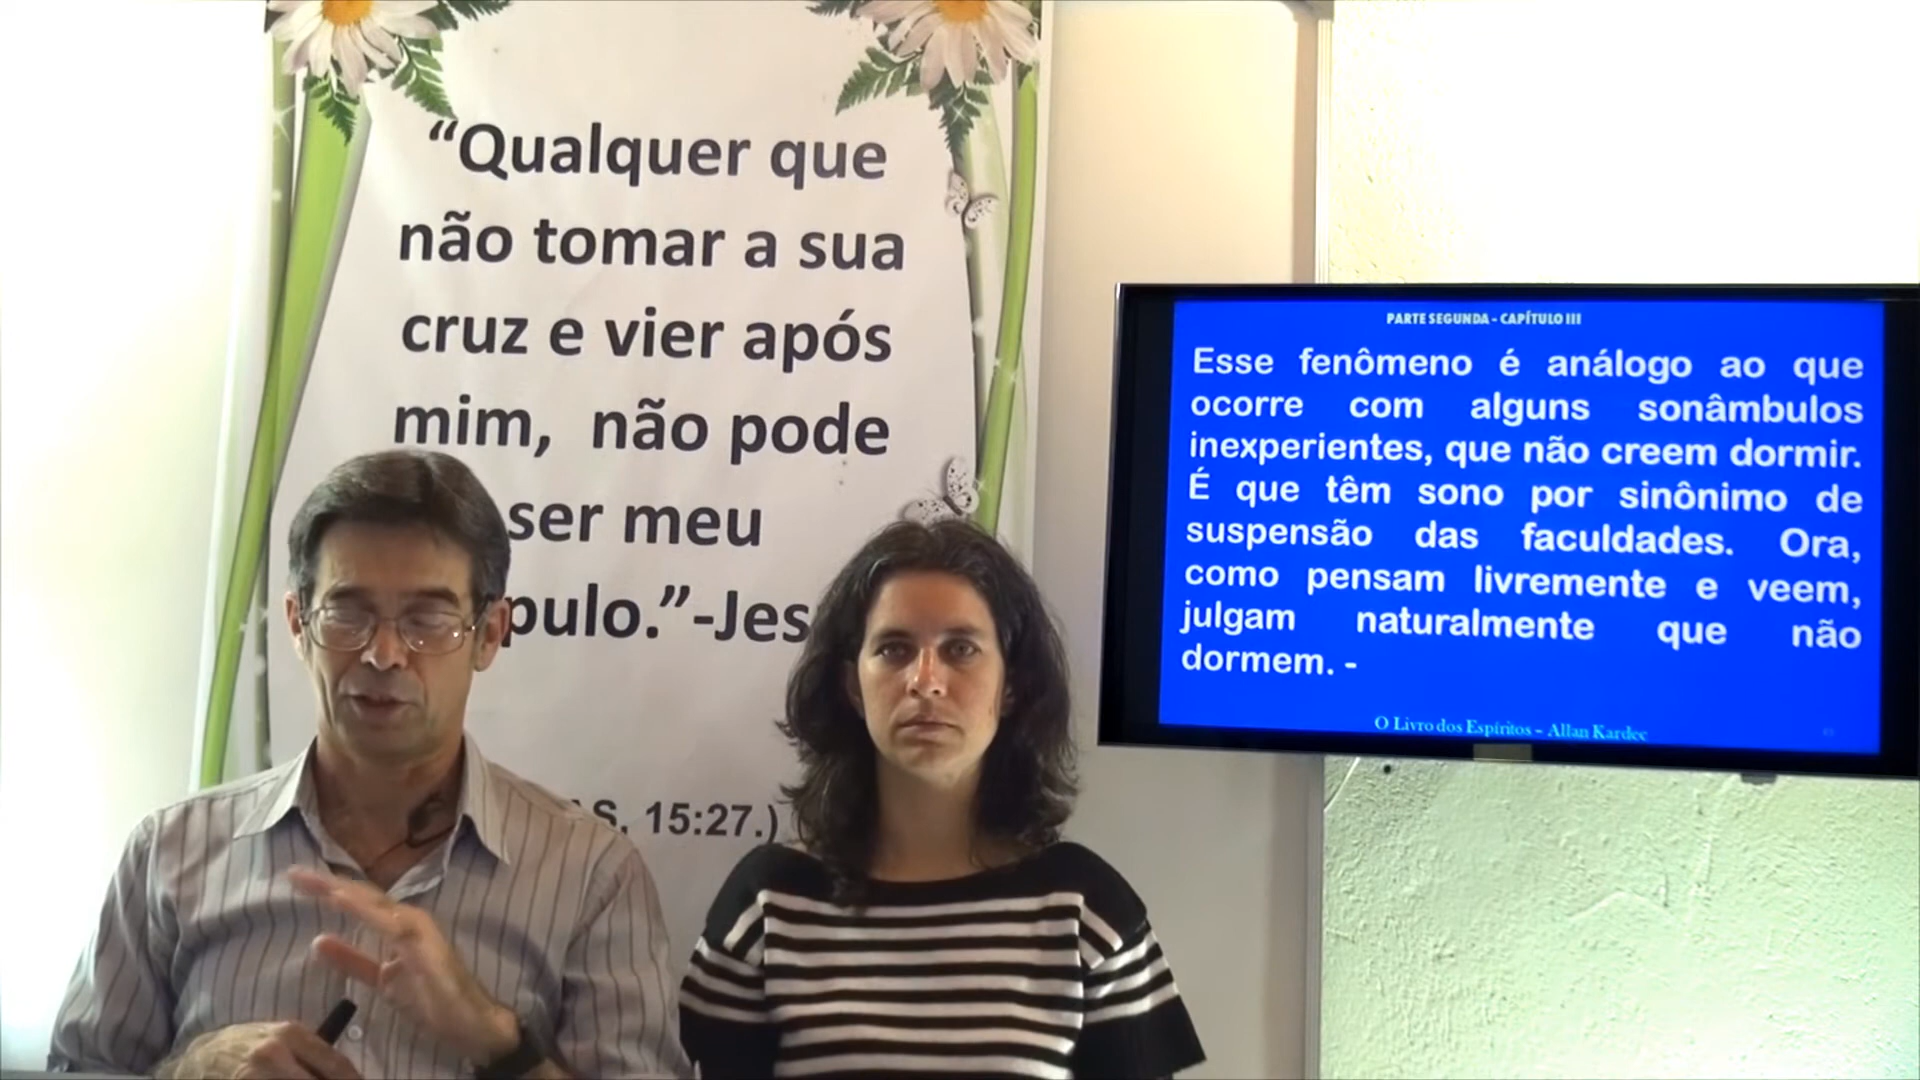 “Qualquer que
não tomar a sua
cruz e vier após
mim, não pode
ser meu
pulo.”-Jes
S, 15:27.)
PARTE SEGUNDA - CAPÍTULO III
Esse fenômeno é análogo ao que
ocorre com alguns sonâmbulos
inexperientes, que não creem dormir.
É que têm sono por sinônimo de
suspensão das faculdades. Ora,
como pensam livremente e veem,
julgam naturalmente que não
dormem. -
O Livro dos Espíritos - Allan Kardec